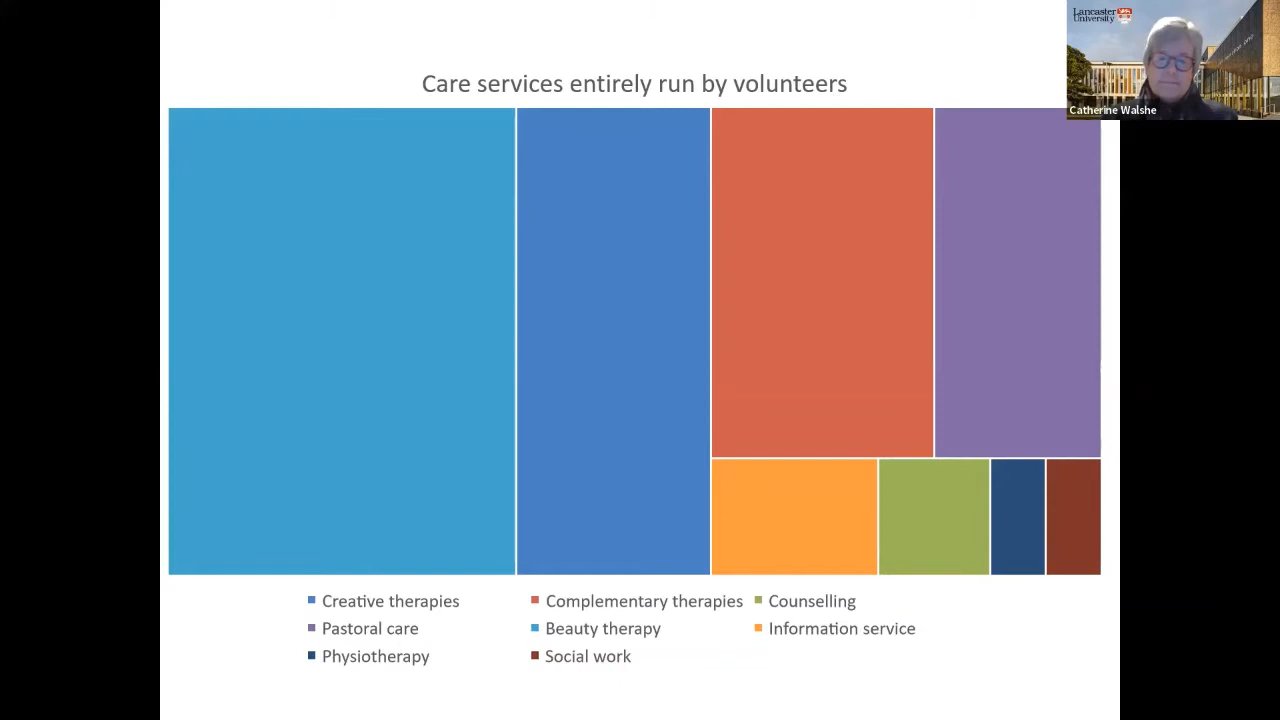 Lancaster
University
Catherine Walshe
Care services entirely run by volunteers
Creative therapies
Complementary therapies
Counselling
Pastoral care
Beauty therapy
Information service
Physiotherapy
Social work